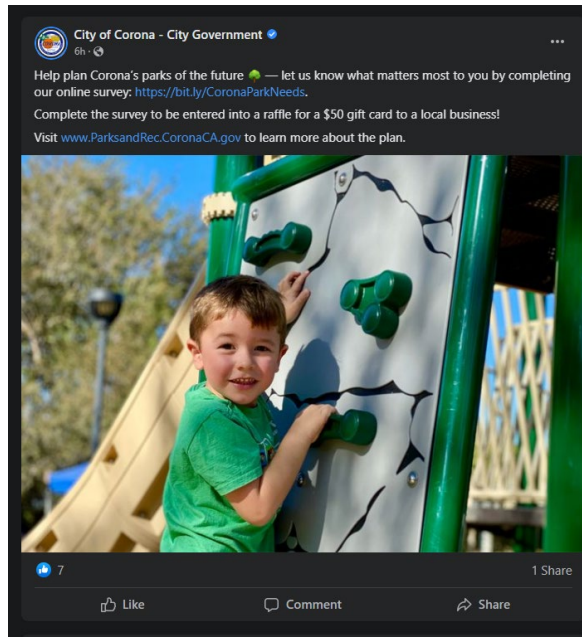 City of Corona - City Government
6h ·
Help plan Corona's parks of the future 🌳 — let us know what matters most to you by completing
our online survey: https://bit.ly/CoronaParkNeeds.
Complete the survey to be entered into a raffle for a $50 gift card to a local business!
Visit www.ParksandRec.CoronaCA.gov to learn more about the plan.
7
1 Share
Like
Comment
Share